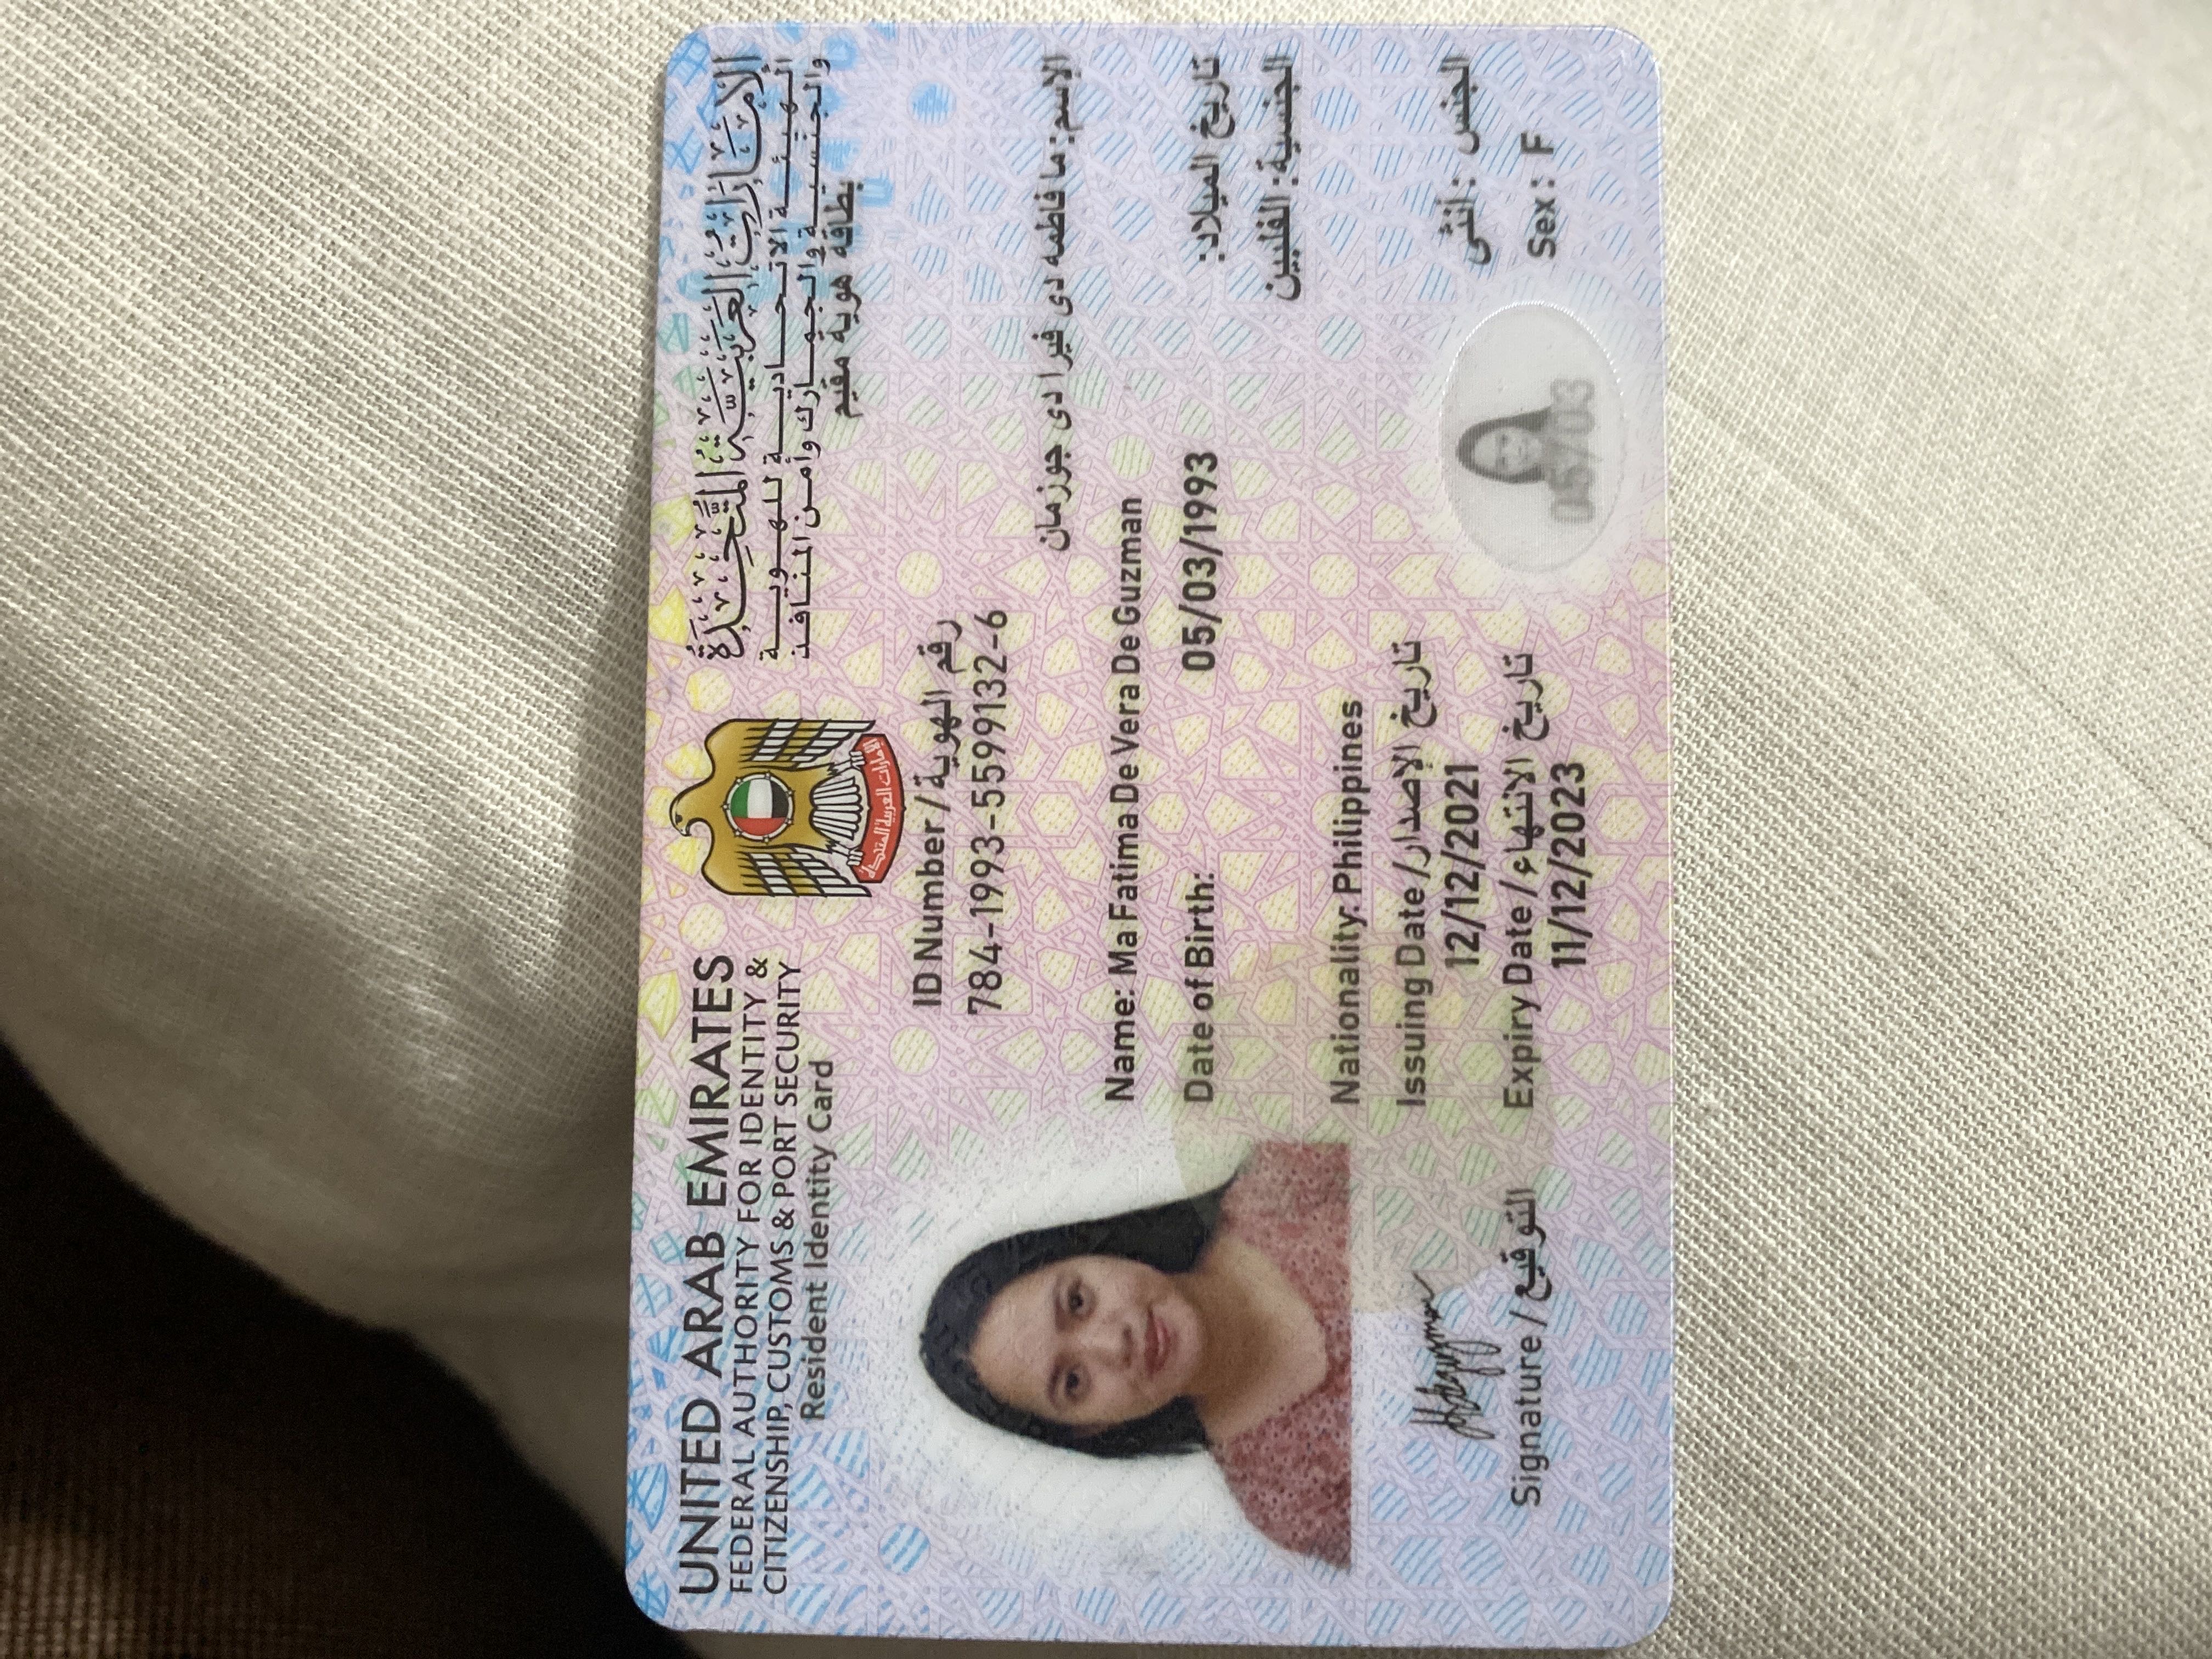 UNITED ARAB EMIRATES
FEDERAL AUTHORITY FOR IDENTITY &
CITIZENSHIP, CUSTOMS & PORT SECURITY
Resident Identity Card
الإمارات العربية المتحدة
الهيئة الاتحادية للهوية
والجنسية والجمارك وأمن المنافذ
بطاقة هوية مقيم
الامارات العربية المتحدة
ID Number / رقم الهوية
784-1993-5599132-6
الإسم: ما فاطمه دى فيرا دى جوزمان
Name: Ma Fatima De Vera De Guzman
Date of Birth: 05/03/1993 تاريخ الميلاد:
الجنسية: الفلبين
Nationality: Philippines
Issuing Date / تاريخ الإصدار
12/12/2021
Expiry Date / تاريخ الانتهاء
11/12/2023
Signature / التوقيع
05/03
الجنس : أنثى
Sex: F